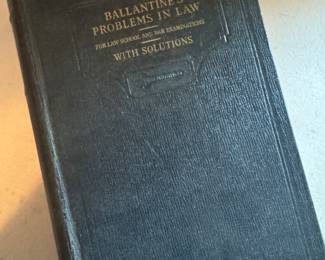 BALLANTINE'S
PROBLEMS IN LAW
FOR LAW SCHOOL AND BAR EXAMINATIONS
WITH SOLUTIONS